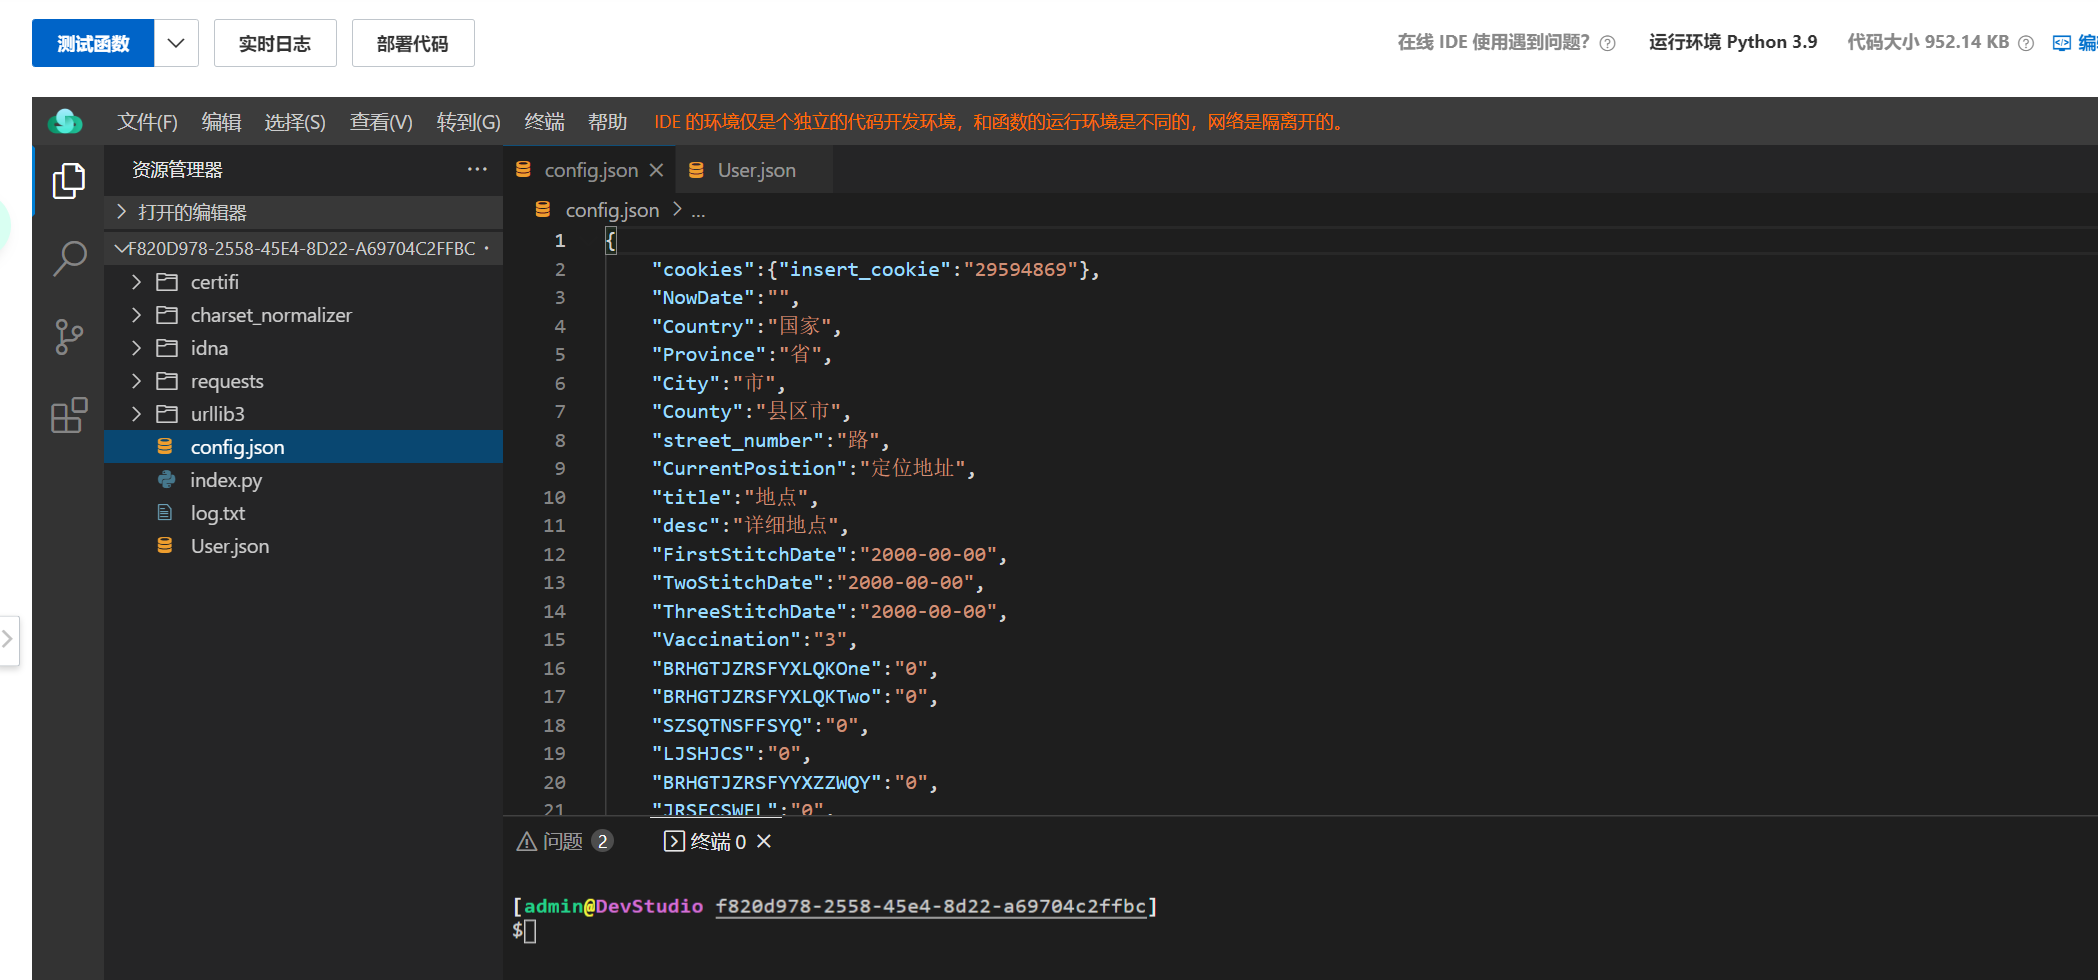 测试函数
实时日志
部署代码
在线 IDE 使用遇到问题?
运行环境 Python 3.9
代码大小 952.14 KB
文件(F)
编辑
选择(S)
查看(V)
转到(G)
终端
帮助
IDE 的环境仅是个独立的代码开发环境，和函数的运行环境是不同的，网络是隔离开的。
资源管理器
打开的编辑器
F820D978-2558-45E4-8D22-A69704C2FFBC
certifi
charset_normalizer
idna
requests
urllib3
config.json
index.py
log.txt
User.json
config.json
User.json
config.json > ...
1 {
2 "cookies":{"insert_cookie":"29594869"},
3 "NowDate":"",
4 "Country":"国家",
5 "Province":"省",
6 "City":"市",
7 "County":"县区市",
8 "street_number":"路",
9 "CurrentPosition":"定位地址",
10 "title":"地点",
11 "desc":"详细地点",
12 "FirstStitchDate":"2000-00-00",
13 "TwoStitchDate":"2000-00-00",
14 "ThreeStitchDate":"2000-00-00",
15 "Vaccination":"3",
16 "BRHGTJZRSFYXLQKOne":"0",
17 "BRHGTJZRSFYXLQKTwo":"0",
18 "SZSQTNSFFSYQ":"0",
19 "LJSHJCS":"0",
20 "BRHGTJZRSFYYXZZWQY":"0",
21
问题 2
终端 0
[admin@DevStudio f820d978-2558-45e4-8d22-a69704c2ffbc]
$